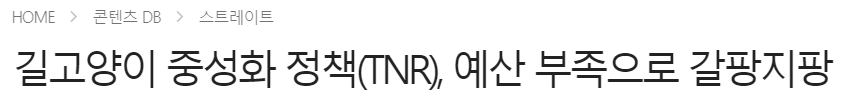 HOME > 콘텐츠 DB > 스트레이트
길고양이 중성화 정책(TNR), 예산 부족으로 갈팡지팡